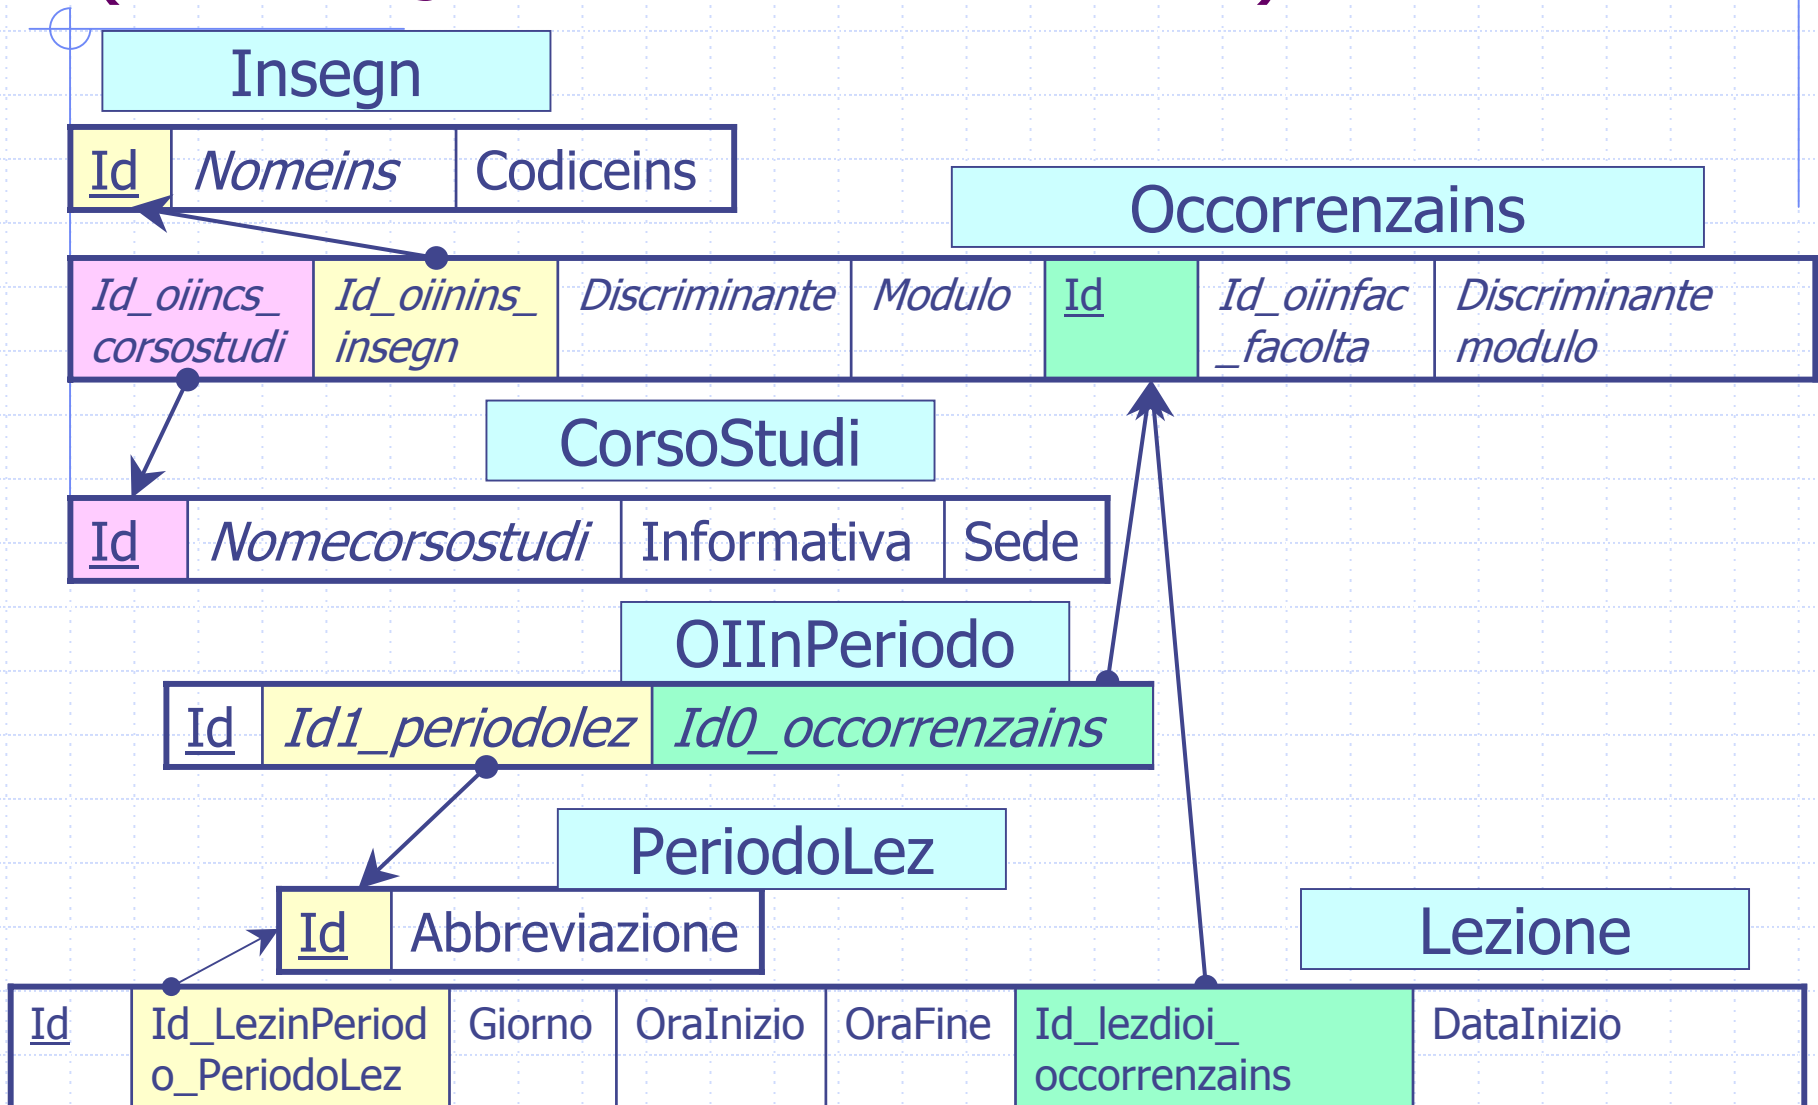 Insegn
Id Nomeins Codiceins
Occorrenzains
Id_oiincs_ Id_oiinins_ Discriminante Modulo Id Id_oiinfac Discriminante
corsostudi insegn _facolta modulo
CorsoStudi
Id Nomecorsostudi Informativa Sede
OIInPeriodo
Id Id1_periodolez Id0_occorrenzains
PeriodoLez
Id Abbreviazione
Lezione
Id Id_LezinPeriod Giorno OraInizio OraFine Id_lezdioi_ DataInizio
o_PeriodoLez occorrenzains